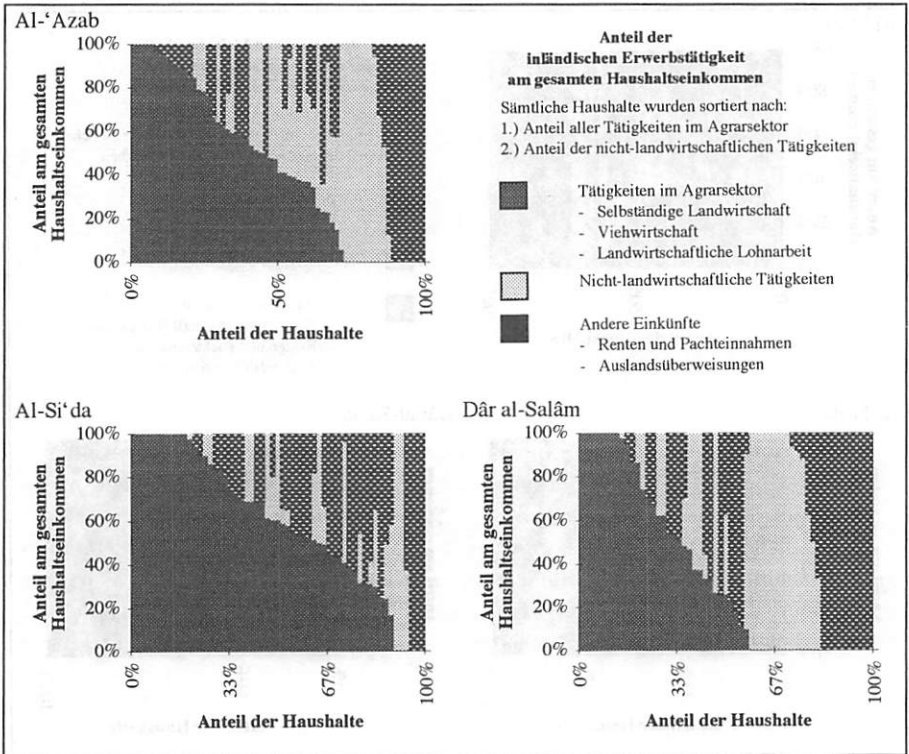 Al-‘Azab
100%
80%
60%
40%
20%
0%
Anteil am gesamten
Haushaltseinkommen
0%
50%
100%
Anteil der Haushalte
Anteil der
inländischen Erwerbstätigkeit
am gesamten Haushaltseinkommen
Sämtliche Haushalte wurden sortiert nach:
1.) Anteil aller Tätigkeiten im Agrarsektor
2.) Anteil der nicht-landwirtschaftlichen Tätigkeiten
Tätigkeiten im Agrarsektor
- Selbständige Landwirtschaft
- Viehwirtschaft
- Landwirtschaftliche Lohnarbeit
Nicht-landwirtschaftliche Tätigkeiten
Andere Einkünfte
- Renten und Pachteinnahmen
- Auslandsüberweisungen
Al-Si‘da
100%
80%
60%
40%
20%
0%
Anteil am gesamten
Haushaltseinkommen
0%
33%
67%
100%
Anteil der Haushalte
Dâr al-Salâm
100%
80%
60%
40%
20%
0%
Anteil am gesamten
Haushaltseinkommen
0%
33%
67%
100%
Anteil der Haushalte